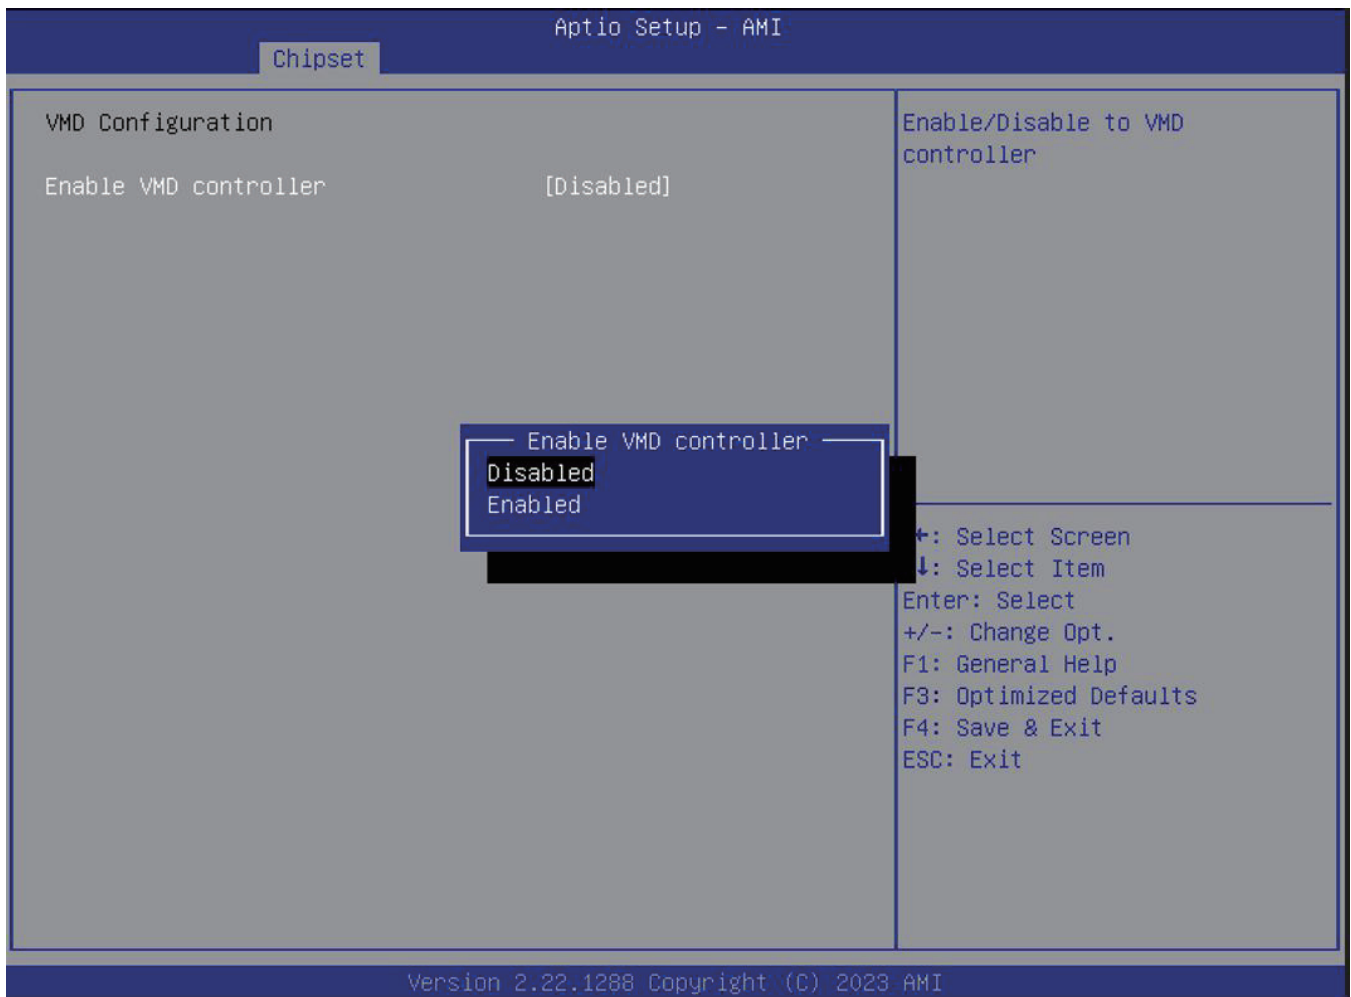 Aptio Setup – AMI
Chipset
VMD Configuration
Enable VMD controller [Disabled]
Enable/Disable to VMD
controller
Enable VMD controller
Disabled
Enabled
←: Select Screen
↓: Select Item
Enter: Select
+/-: Change Opt.
F1: General Help
F3: Optimized Defaults
F4: Save & Exit
ESC: Exit
Version 2.22.1288 Copyright (C) 2023 AMI